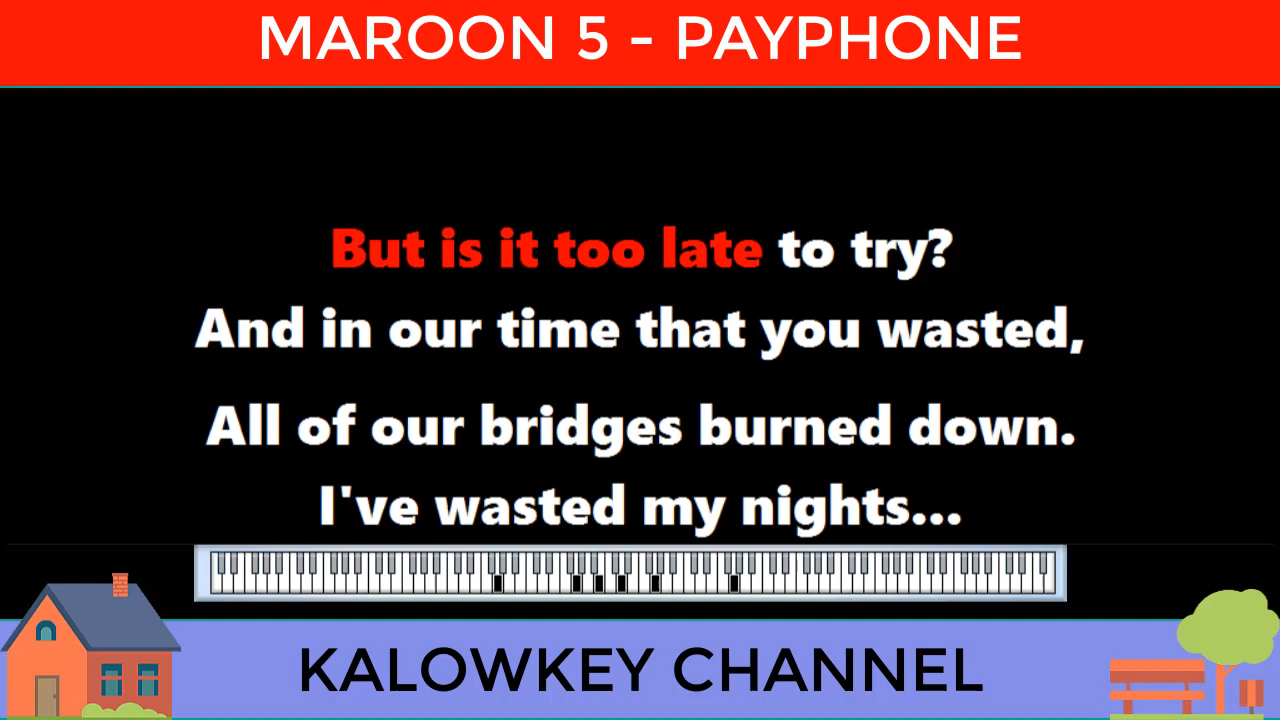 MAROON 5 - PAYPHONE
But is it too late to try?
And in our time that you wasted,
All of our bridges burned down.
I've wasted my nights...
KALOWKEY CHANNEL